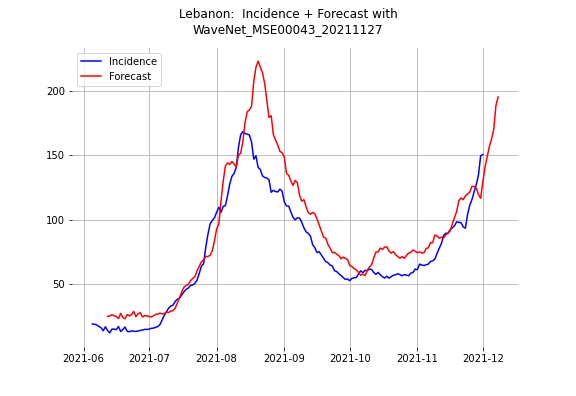 Lebanon:  Incidence + Forecast with
WaveNet_MSE00043_20211127
Incidence
Forecast
200
150
100
50
2021-06 2021-07 2021-08 2021-09 2021-10 2021-11 2021-12